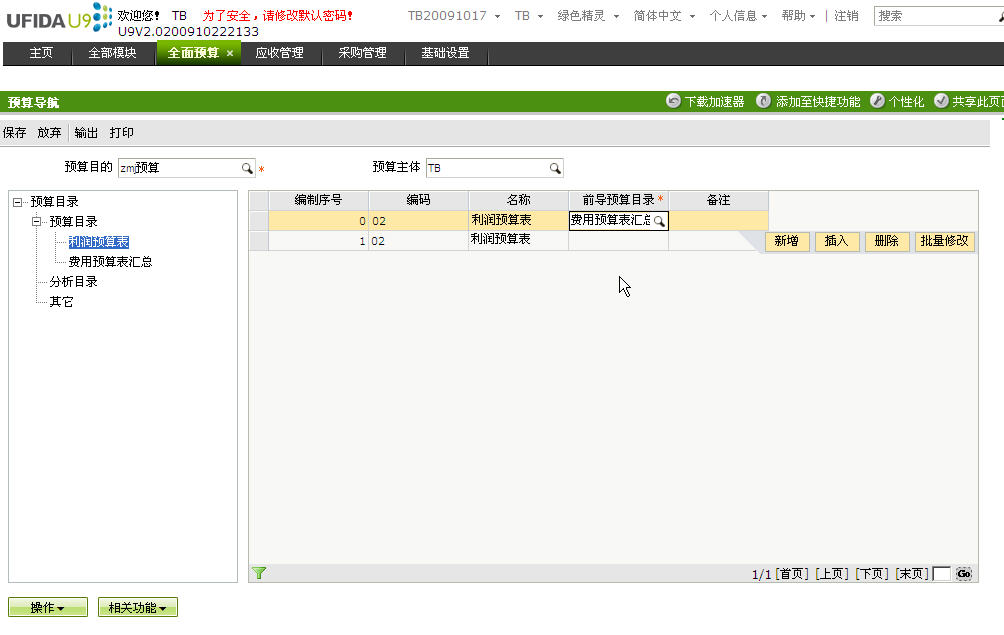 UFIDA U9 欢迎您! TB 为了安全，请修改默认密码! TB20091017 TB 绿色精灵 简体中文 个人信息 帮助 | 注销 搜索
U9V2.0200910222133
主页 全部模块 全面预算 × 应收管理 采购管理 基础设置
预算导航 下载加速器 添加至快捷功能 个性化 共享此页
保存 放弃 输出 打印
预算目的 zm预算 * 预算主体 TB
预算目录
预算目录
利润预算表
费用预算表汇总
分析目录
其它
编制序号 编码 名称 前导预算目录 * 备注
0 02 利润预算表 费用预算表汇总
1 02 利润预算表
新增 插入 删除 批量修改
1/1 [首页] [上页] [下页] [末页] Go
操作 相关功能